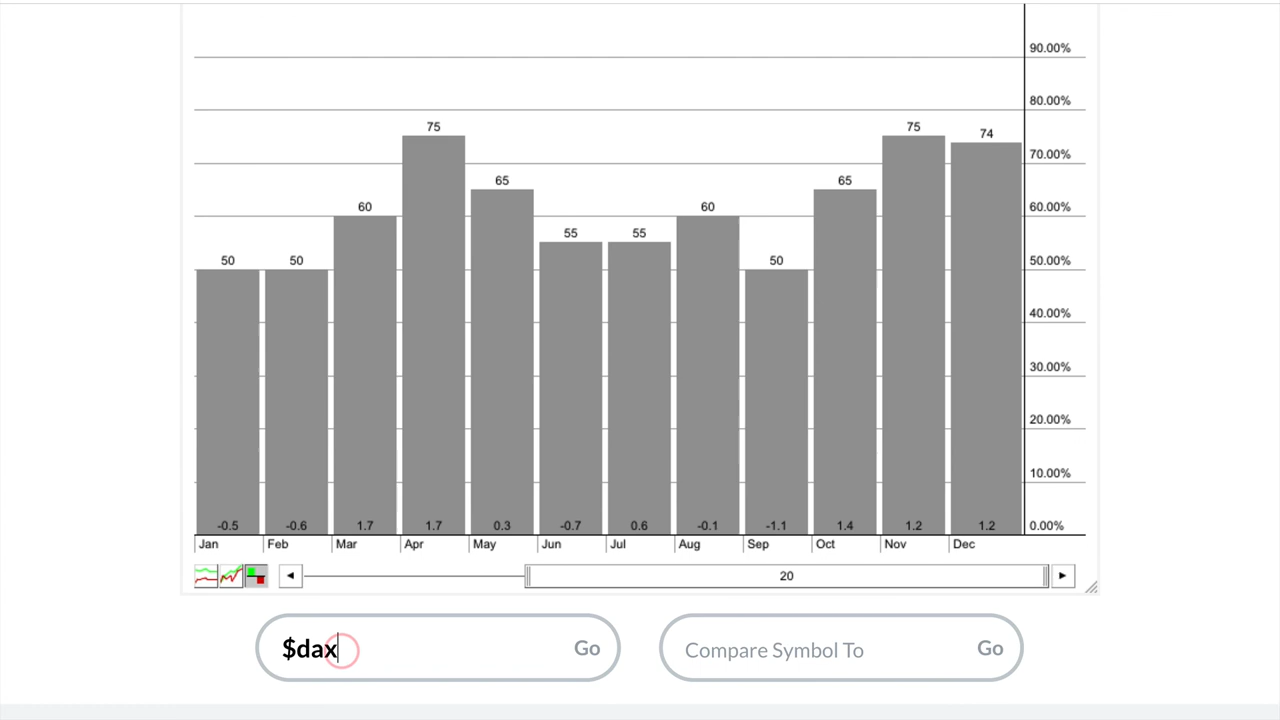 90.00%
80.00%
75 75 74
70.00%
65 65
60 60 60.00%
55 55
50 50 50 50.00%
40.00%
30.00%
20.00%
10.00%
-0.5 -0.6 1.7 1.7 0.3 -0.7 0.6 -0.1 -1.1 1.4 1.2 1.2 0.00%
Jan Feb Mar Apr May Jun Jul Aug Sep Oct Nov Dec
20
$dax Go Compare Symbol To Go